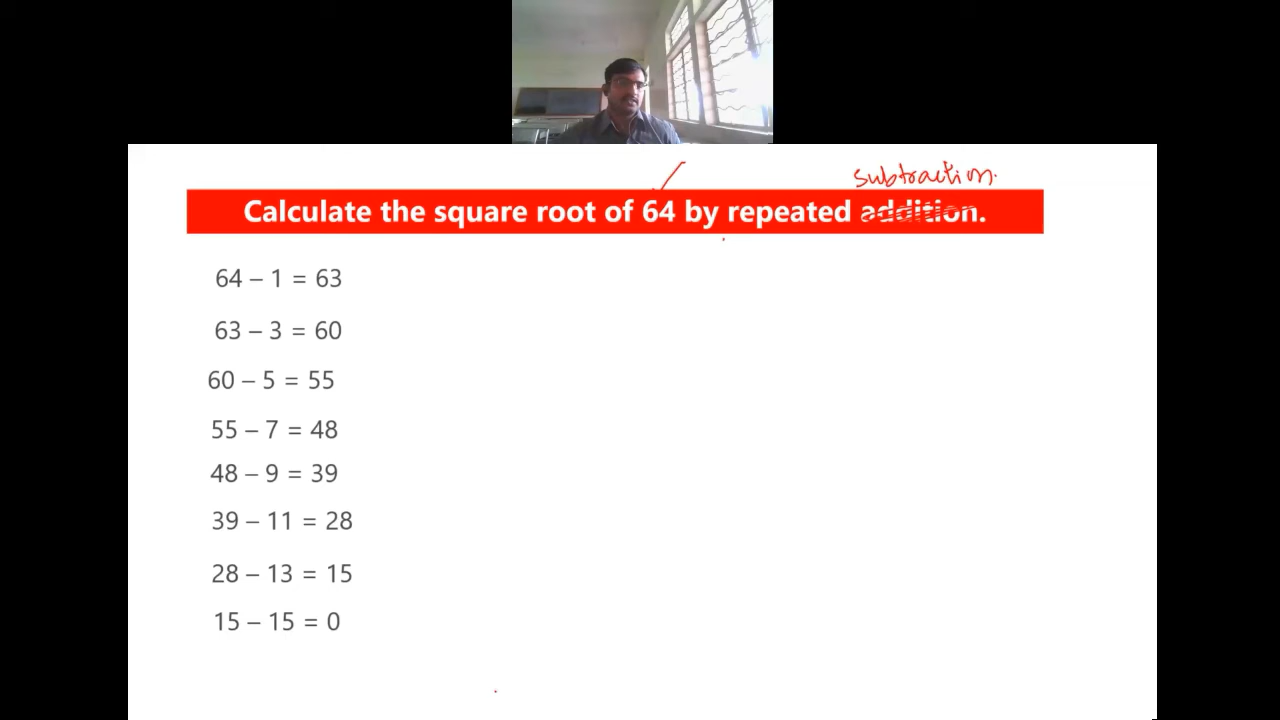 subtraction.
Calculate the square root of 64 by repeated addition.
64 – 1 = 63
63 – 3 = 60
60 – 5 = 55
55 – 7 = 48
48 – 9 = 39
39 – 11 = 28
28 – 13 = 15
15 – 15 = 0